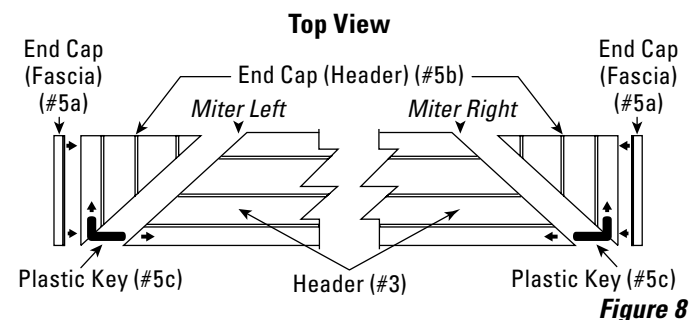 Top View
End Cap
(Fascia)
(#5a)
End Cap (Header) (#5b)
End Cap
(Fascia)
(#5a)
Miter Left
Miter Right
Plastic Key (#5c)
Header (#3)
Plastic Key (#5c)
Figure 8